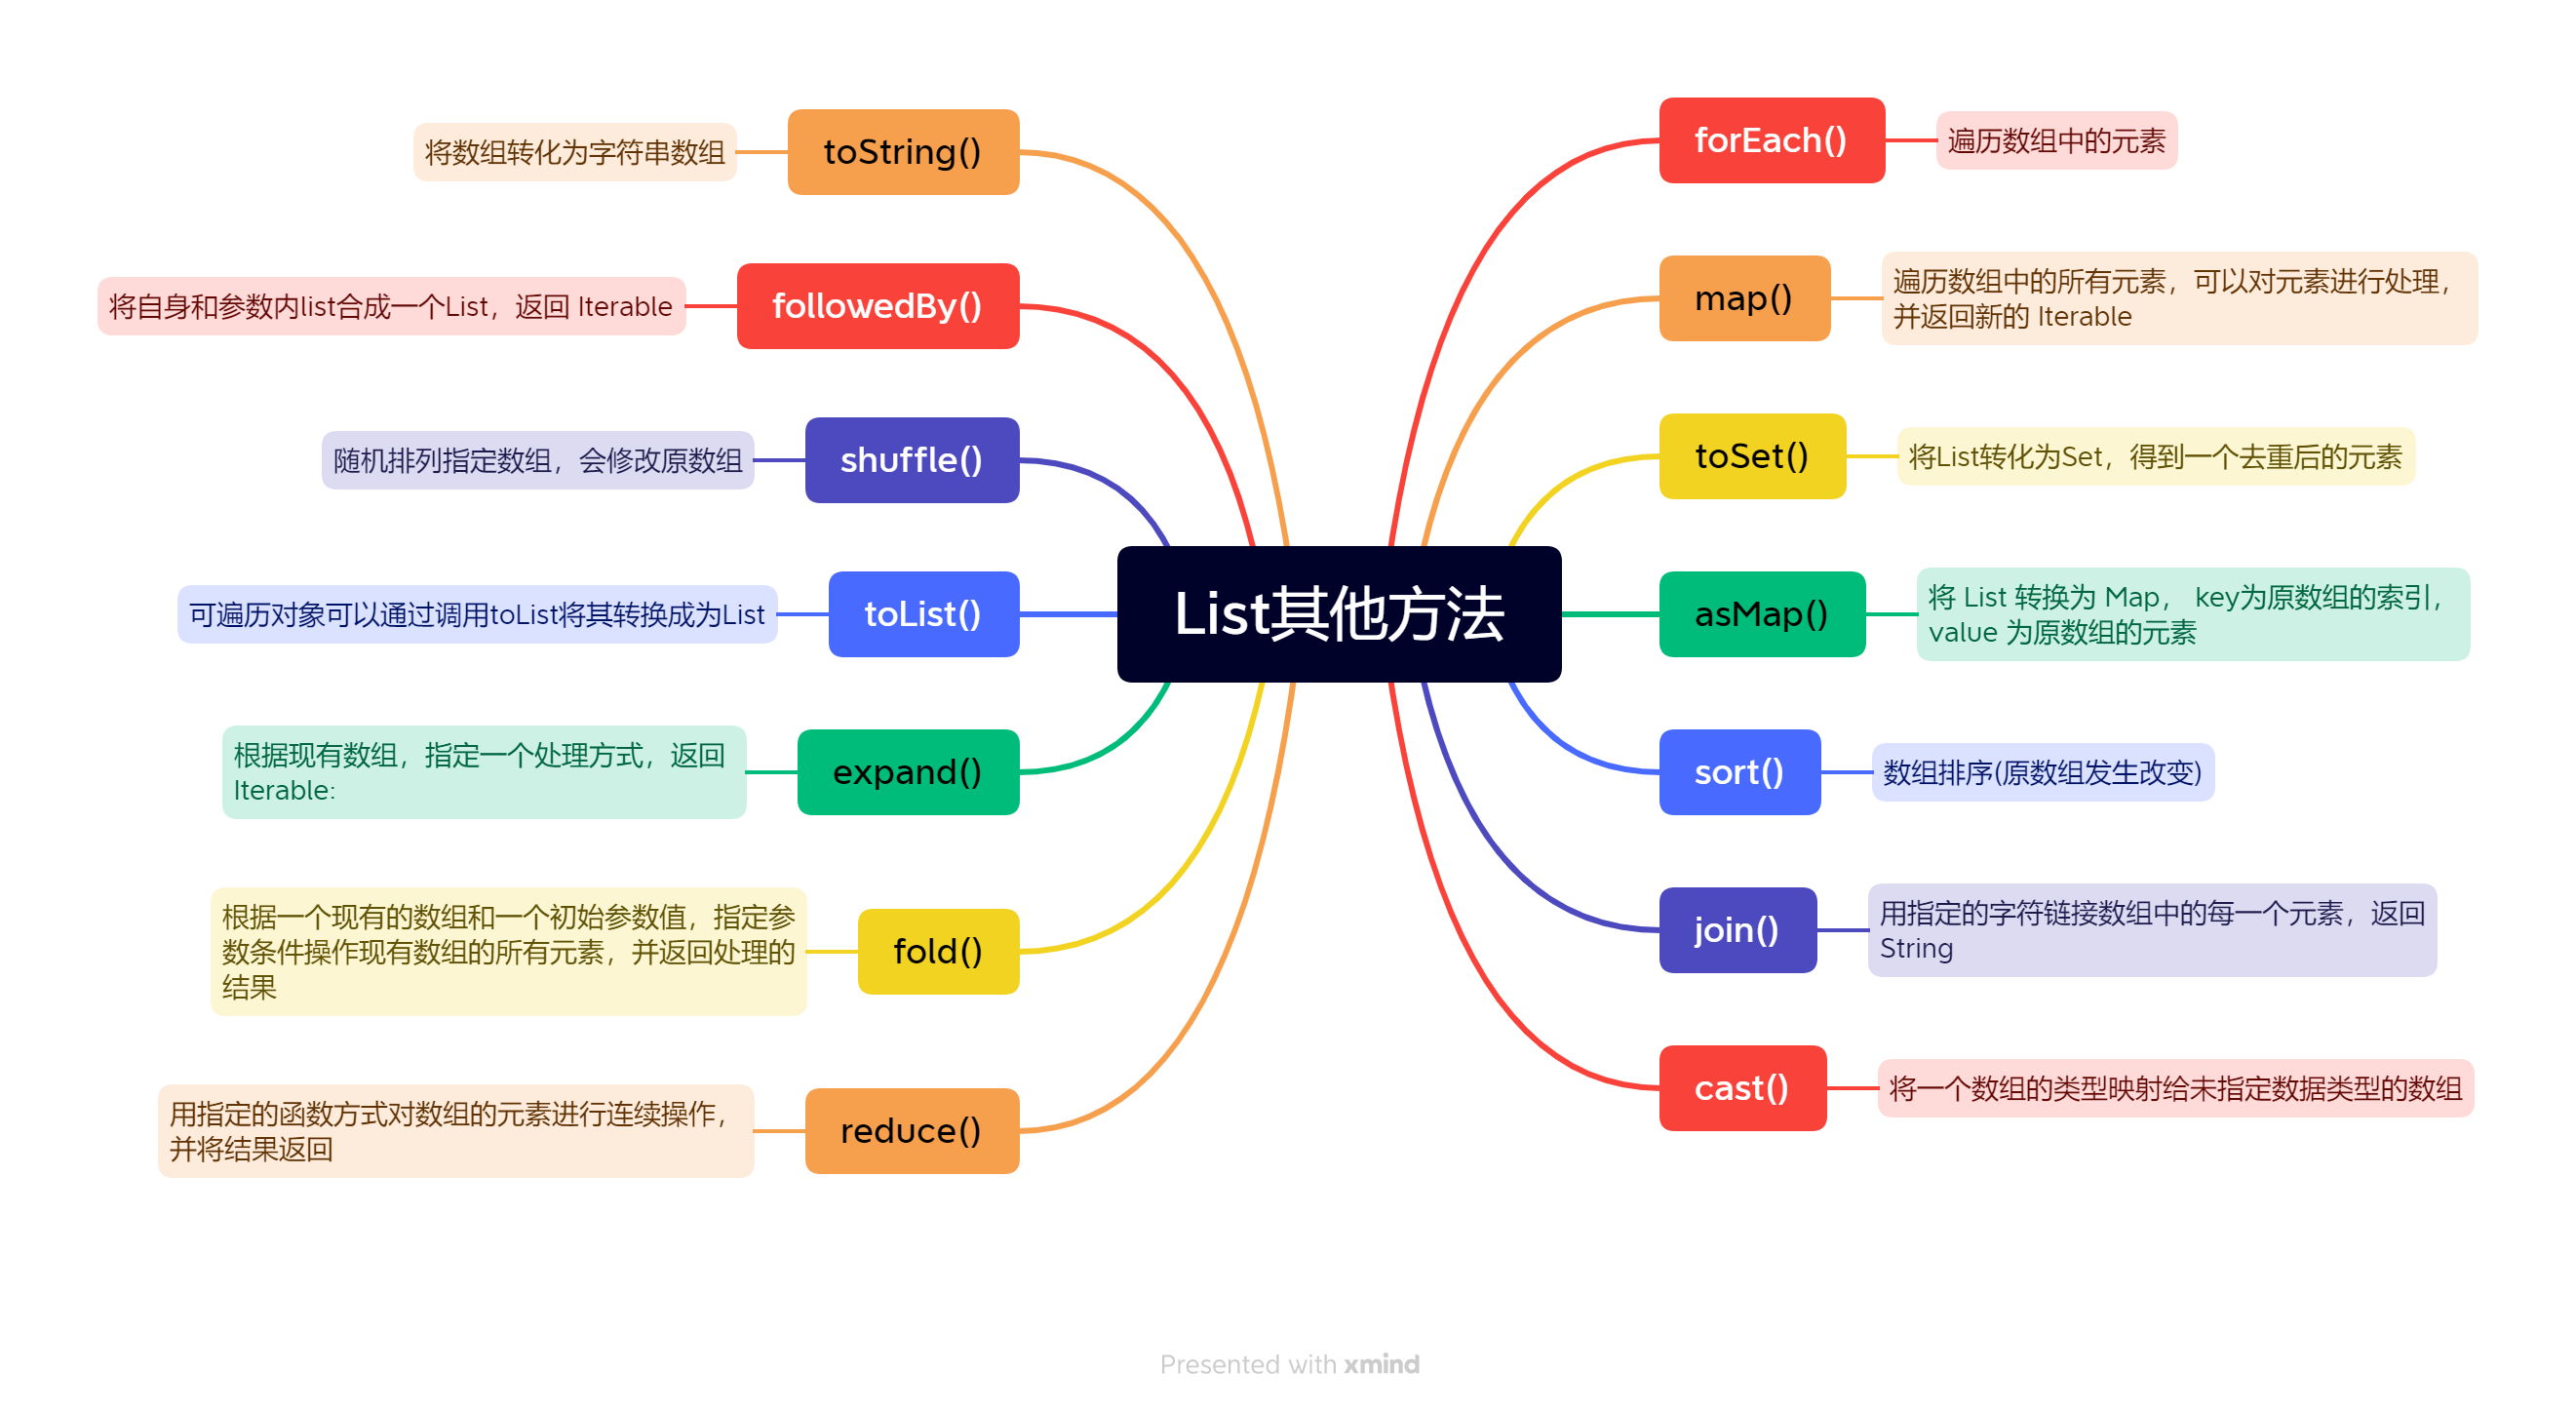 List其他方法
forEach()
遍历数组中的元素
map()
遍历数组中的所有元素，可以对元素进行处理，
并返回新的 Iterable
toSet()
将List转化为Set，得到一个去重后的元素
asMap()
将 List 转换为 Map， key为原数组的索引，
value 为原数组的元素
sort()
数组排序(原数组发生改变)
join()
用指定的字符链接数组中的每一个元素，返回
String
cast()
将一个数组的类型映射给未指定数据类型的数组
toString()
将数组转化为字符串数组
followedBy()
将自身和参数内list合成一个List，返回 Iterable
shuffle()
随机排列指定数组，会修改原数组
toList()
可遍历对象可以通过调用toList将其转换成为List
expand()
根据现有数组，指定一个处理方式，返回
Iterable:
fold()
根据一个现有的数组和一个初始参数值，指定参
数条件操作现有数组的所有元素，并返回处理的
结果
reduce()
用指定的函数方式对数组的元素进行连续操作，
并将结果返回
Presented with xmind